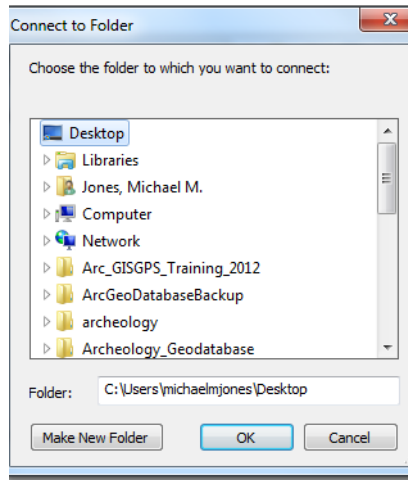 Connect to Folder
Choose the folder to which you want to connect:
Desktop
Libraries
Jones, Michael M.
Computer
Network
Arc_GISGPS_Training_2012
ArcGeoDatabaseBackup
archeology
Archeology_Geodatabase
Folder: C:\Users\michaelmjones\Desktop
Make New Folder OK Cancel